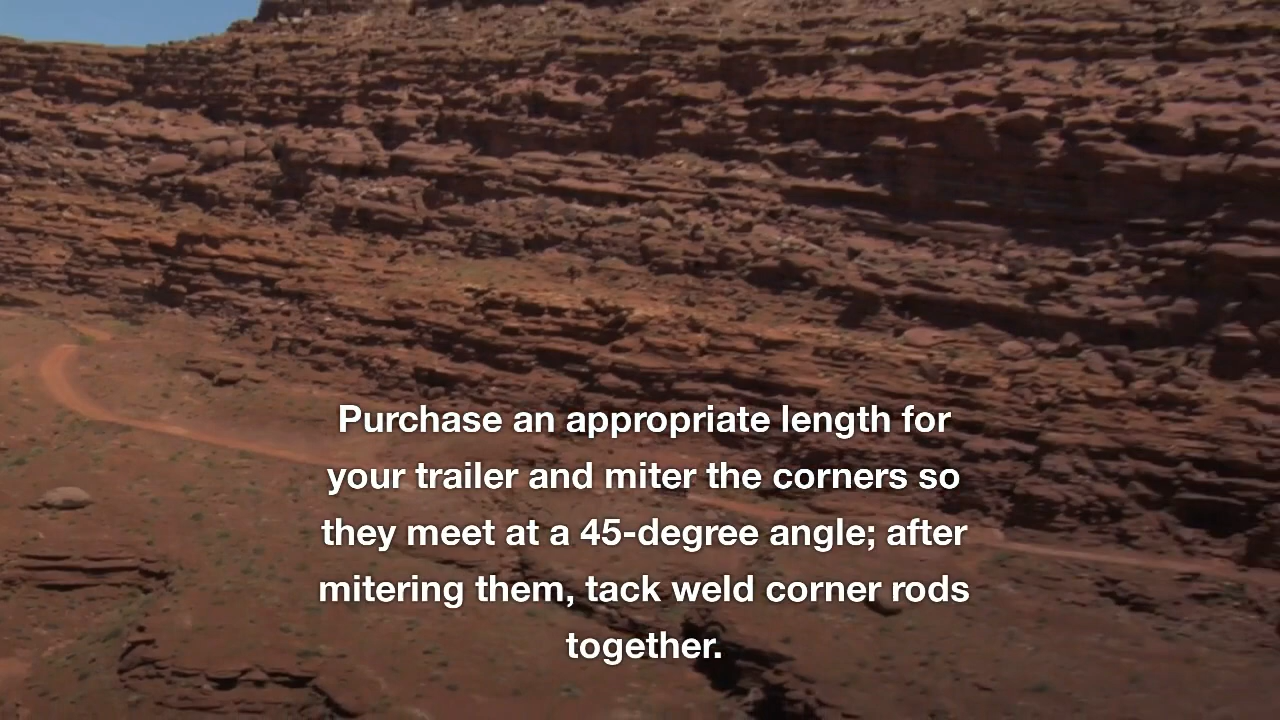 Purchase an appropriate length for
your trailer and miter the corners so
they meet at a 45-degree angle; after
mitering them, tack weld corner rods
together.